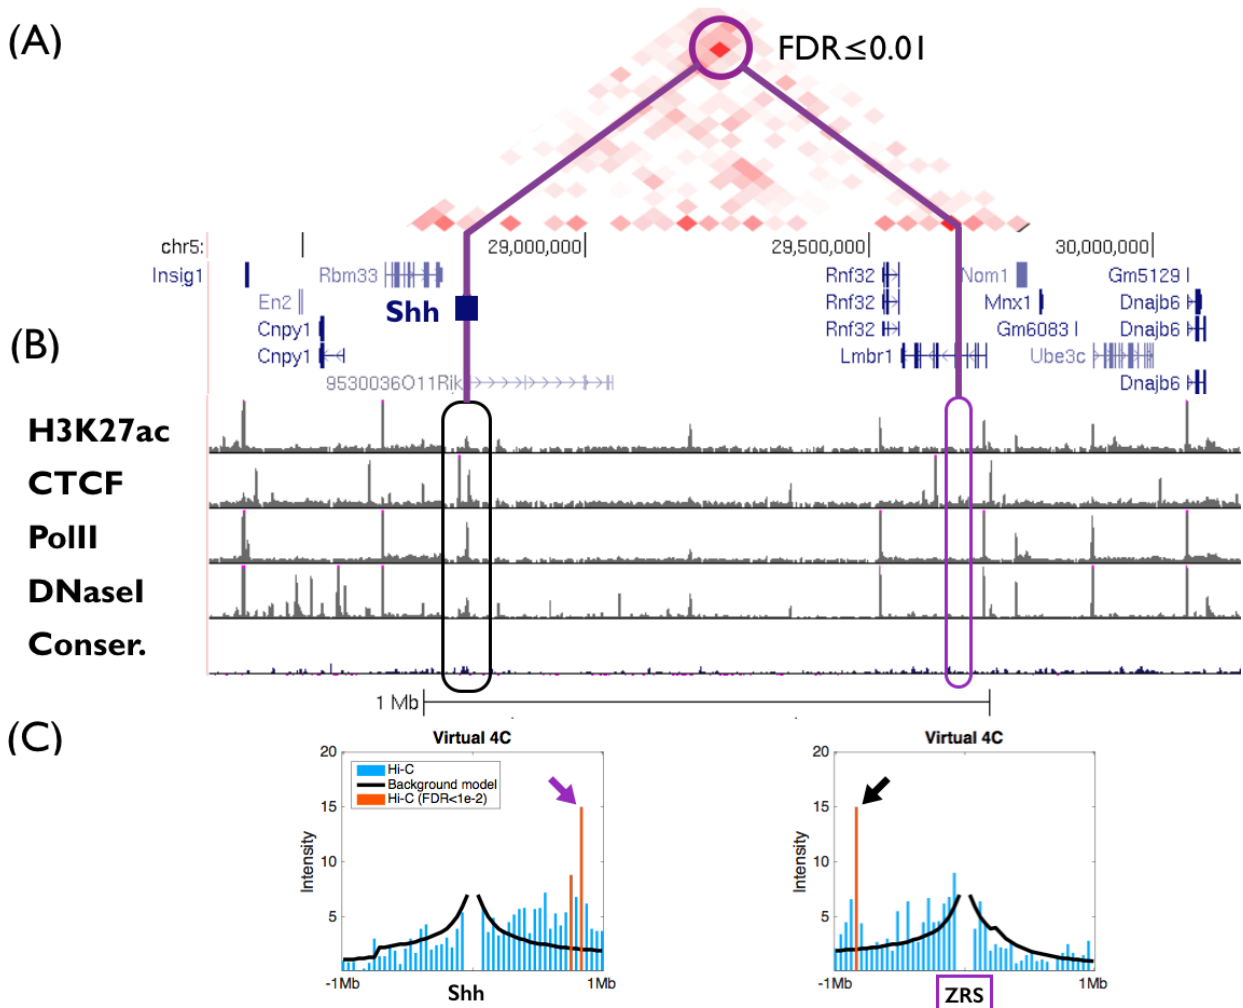 (A)
FDR≤0.01
chr5:
29,000,000
29,500,000
30,000,000
Insig1
Rbm33
Rnf32
Nom1
Gm5129
En2
Shh
Rnf32
Mnx1
Dnajb6
(B)
Cnpy1
Rnf32
Gm6083
Dnajb6
Cnpy1
Lmbr1
Ube3c
Dnajb6
9530036O11Rik
Dnajb6
H3K27ac
CTCF
PolII
DNaseI
Conser.
1 Mb
(C)
Virtual 4C
20
15
10
5
Intensity
Hi-C
Background model
Hi-C (FDR<1e-2)
-1Mb
Shh
1Mb
Virtual 4C
20
15
10
5
Intensity
-1Mb
ZRS
1Mb